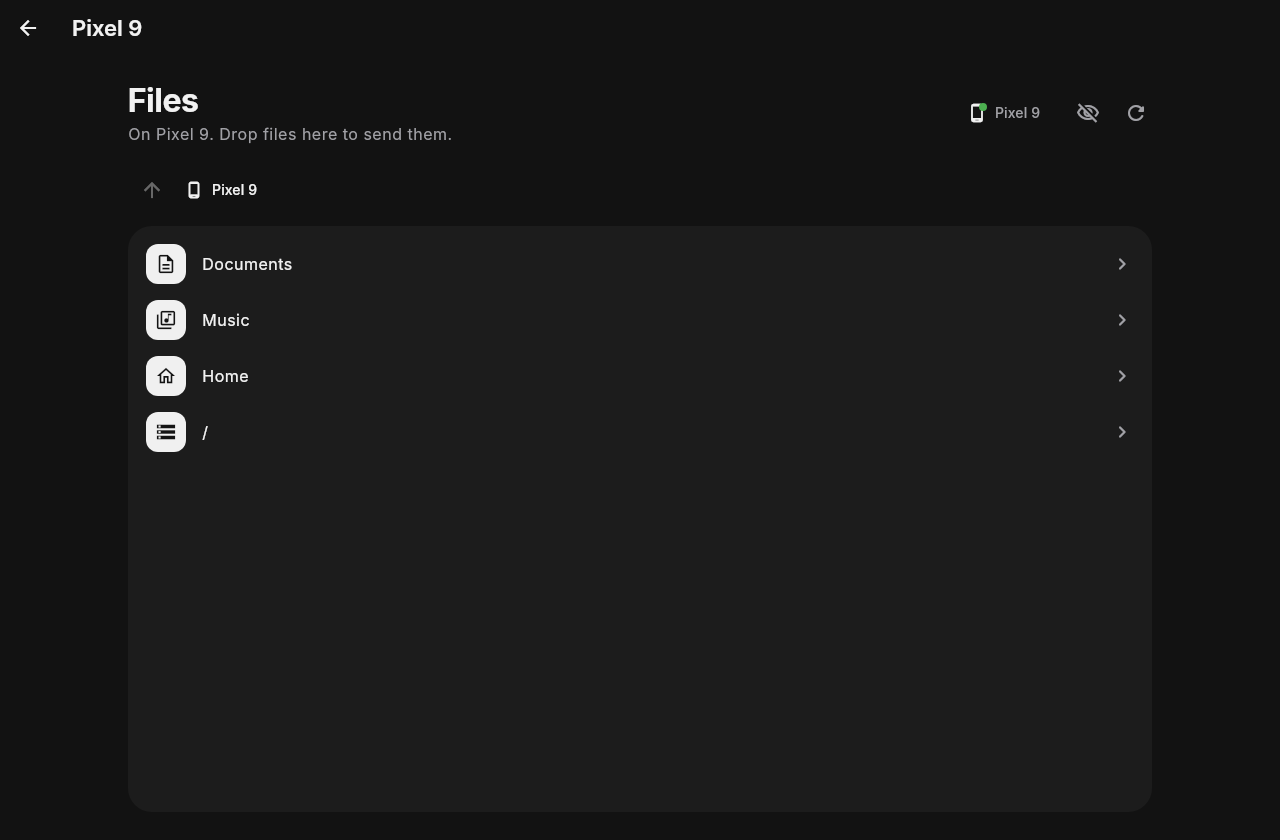 Pixel 9
Files
On Pixel 9. Drop files here to send them.
Pixel 9
Pixel 9
Documents
Music
Home
/